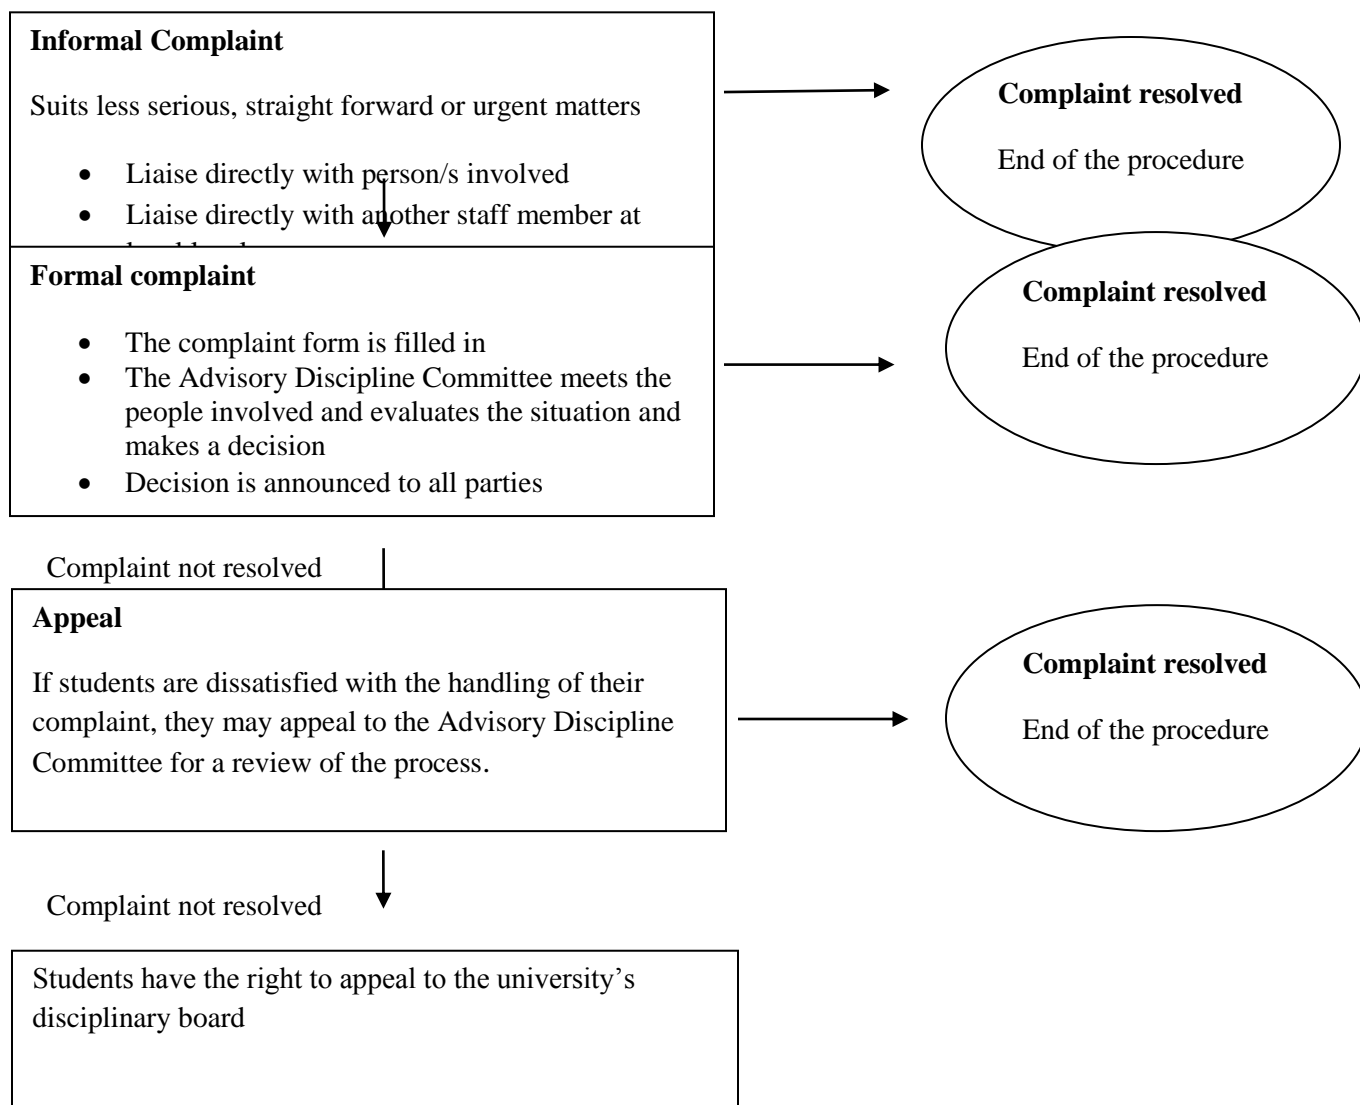 Informal Complaint
Suits less serious, straight forward or urgent matters
• Liaise directly with person/s involved
• Liaise directly with another staff member at
Complaint resolved
End of the procedure
Formal complaint
• The complaint form is filled in
• The Advisory Discipline Committee meets the
people involved and evaluates the situation and
makes a decision
• Decision is announced to all parties
Complaint resolved
End of the procedure
Complaint not resolved
Appeal
If students are dissatisfied with the handling of their
complaint, they may appeal to the Advisory Discipline
Committee for a review of the process.
Complaint resolved
End of the procedure
Complaint not resolved
Students have the right to appeal to the university’s
disciplinary board